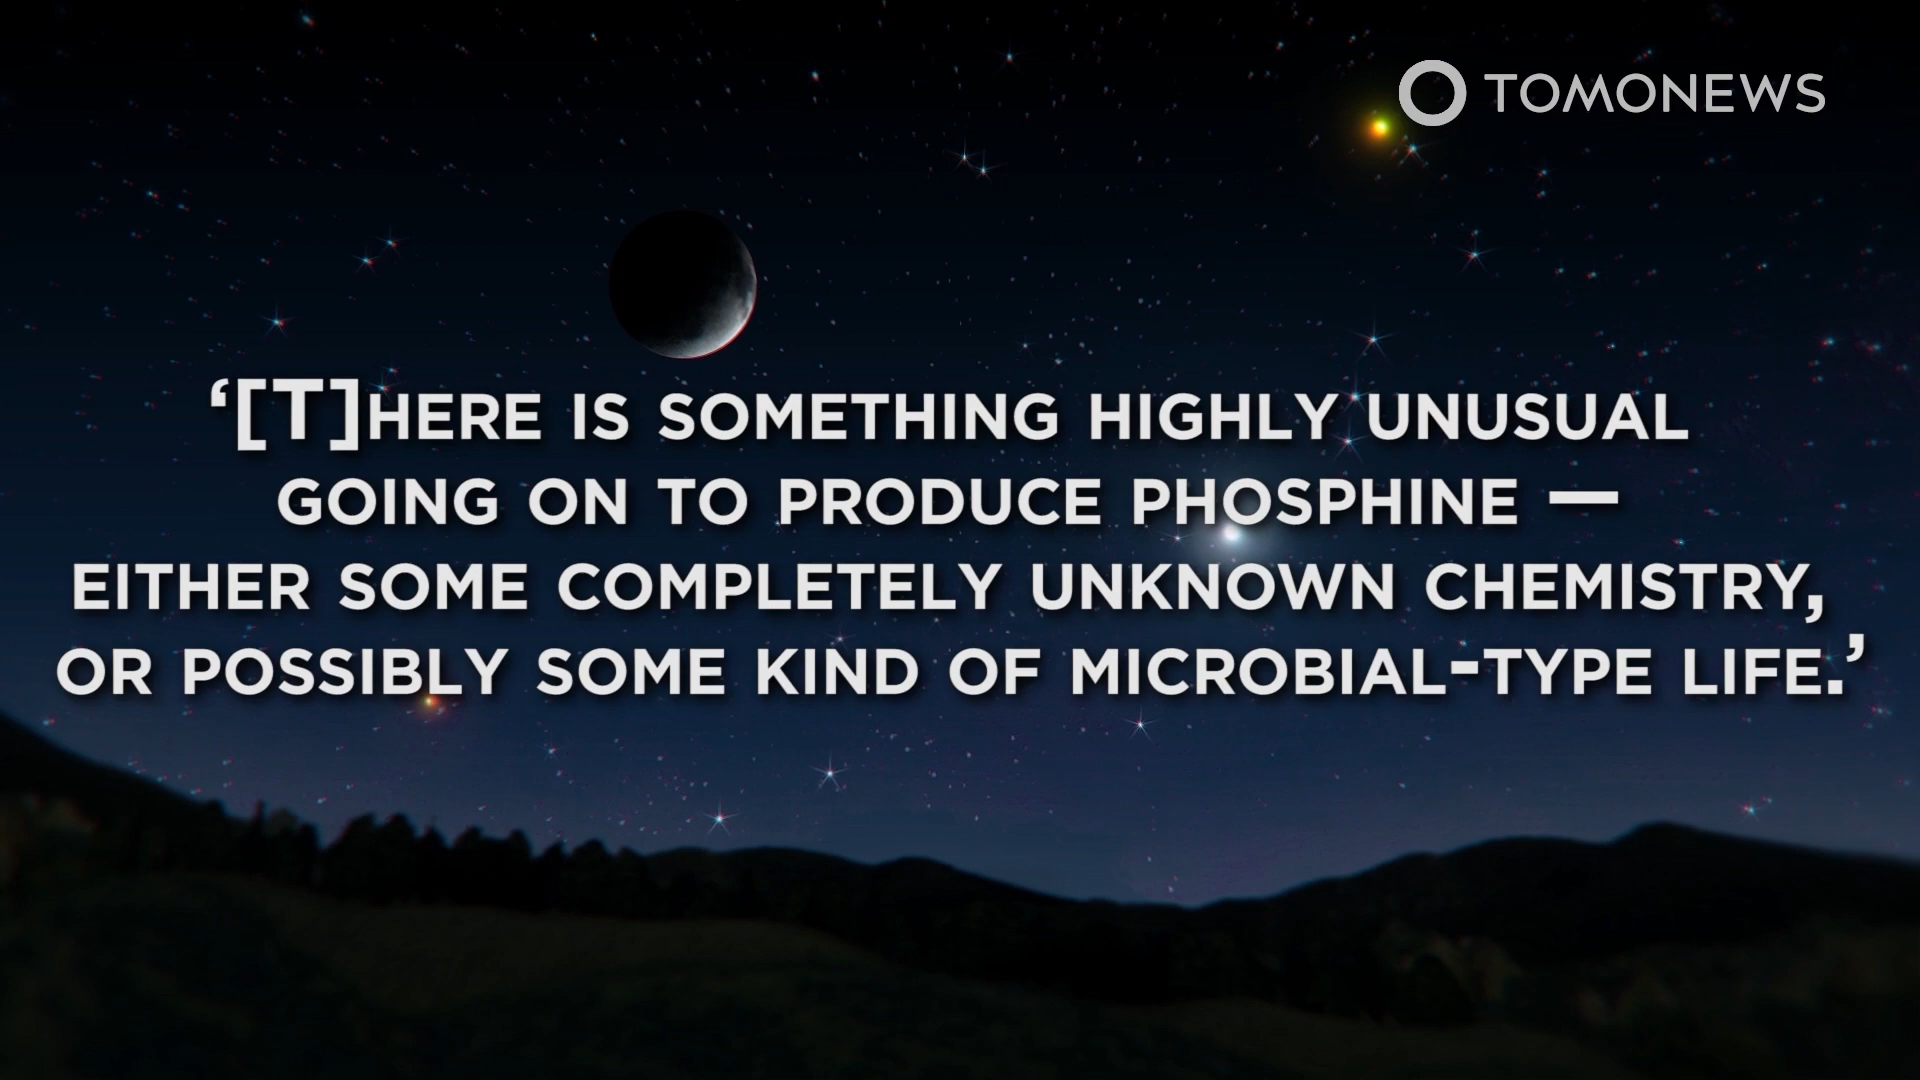 TOMONEWS
‘[T]HERE IS SOMETHING HIGHLY UNUSUAL
GOING ON TO PRODUCE PHOSPHINE —
EITHER SOME COMPLETELY UNKNOWN CHEMISTRY,
OR POSSIBLY SOME KIND OF MICROBIAL-TYPE LIFE.’